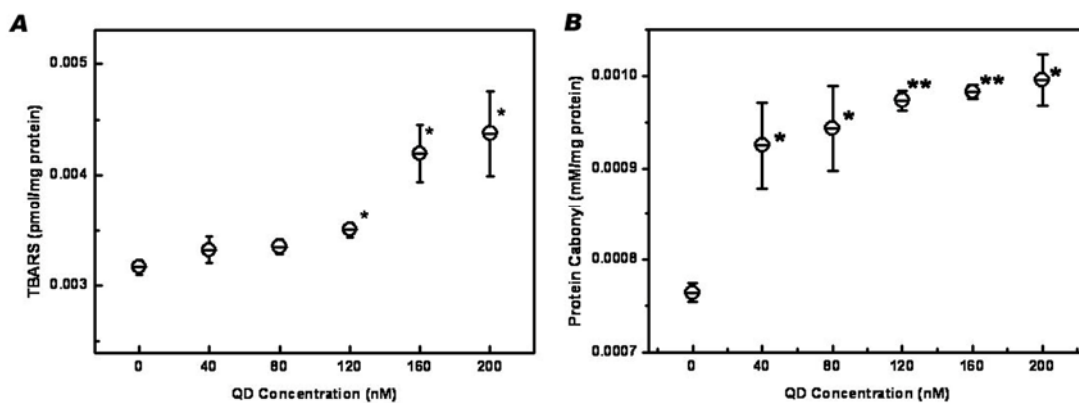 A
TBARS (pmol/mg protein)
0.005
0.004
0.003
*
*
*
0 40 80 120 160 200
QD Concentration (nM)
B
Protein Cabonyl (mM/mg protein)
0.0010
0.0009
0.0008
0.0007
*
*
**
**
*
0 40 80 120 160 200
QD Concentration (nM)